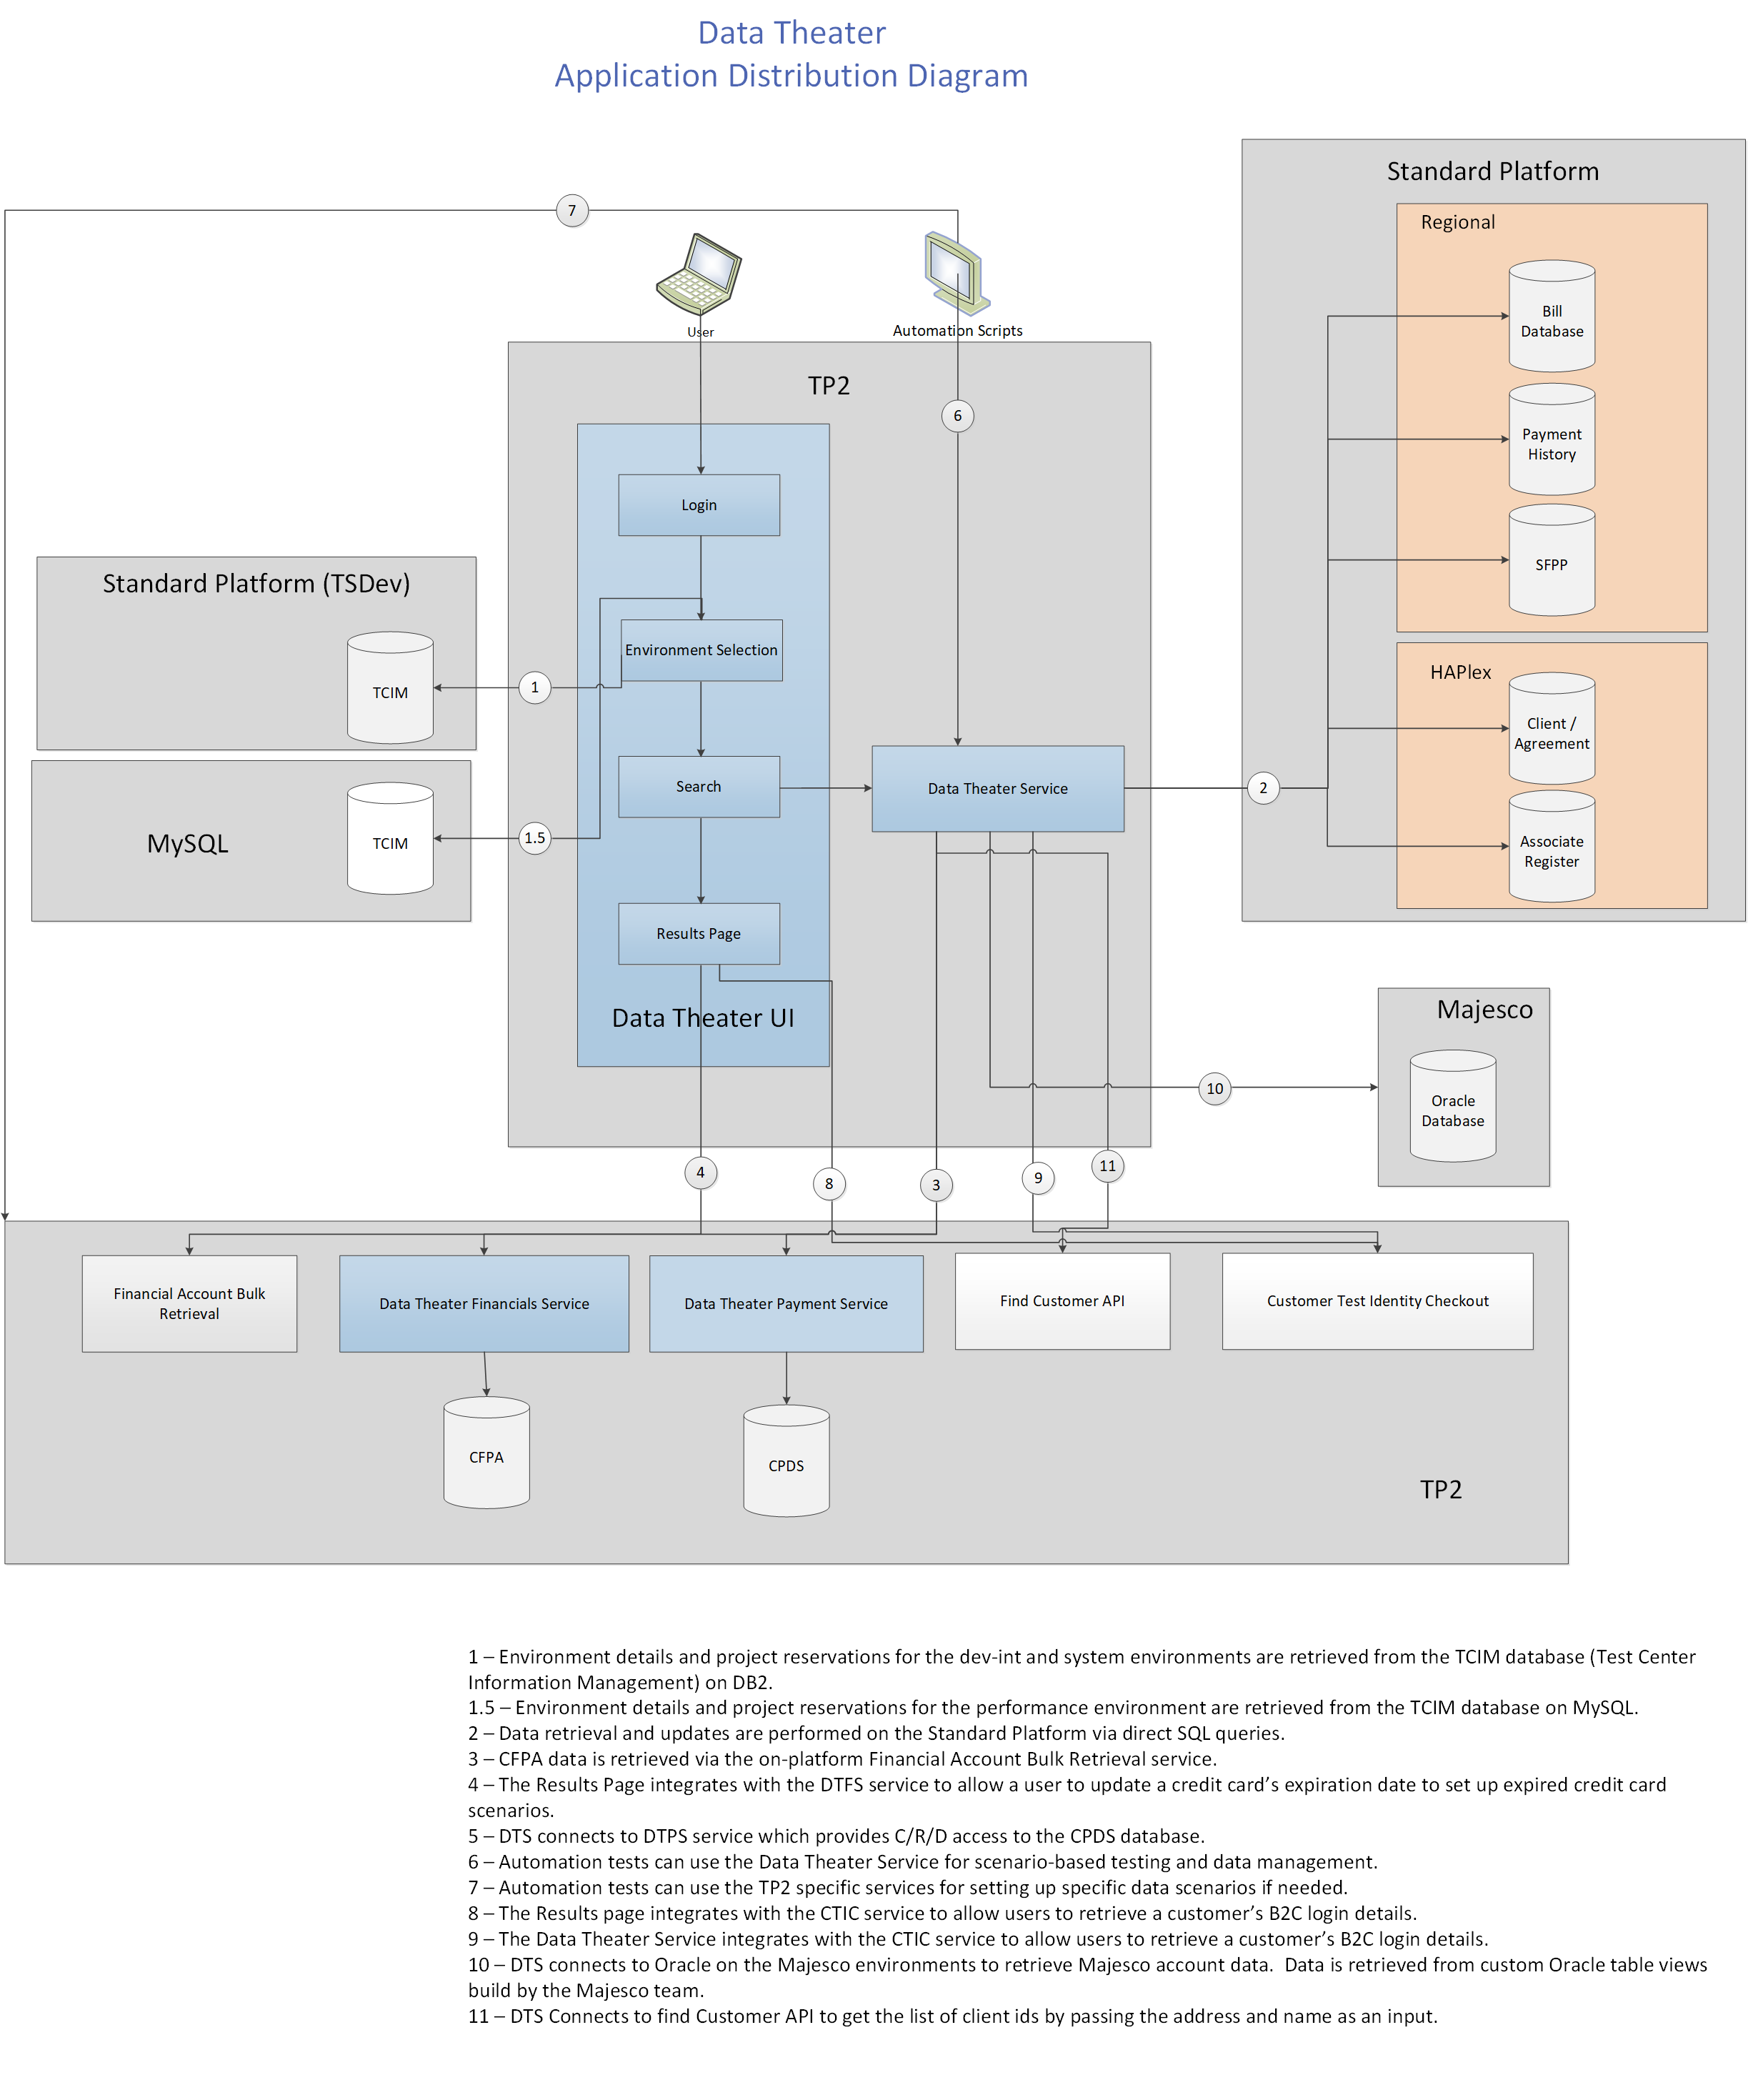 Data Theater
Application Distribution Diagram
Standard Platform
Regional
7
Bill
Database
User
Automation Scripts
TP2
6
Payment
History
Login
SFPP
Standard Platform (TSDev)
Environment Selection
HAPlex
TCIM
1
Client /
Agreement
Search
Data Theater Service
2
MySQL
TCIM
1.5
Associate
Register
Results Page
Data Theater UI
Majesco
10
Oracle
Database
4
8
3
9
11
Financial Account Bulk
Retrieval
Data Theater Financials Service
Data Theater Payment Service
Find Customer API
Customer Test Identity Checkout
CFPA
CPDS
TP2
1 – Environment details and project reservations for the dev-int and system environments are retrieved from the TCIM database (Test Center
Information Management) on DB2.
1.5 – Environment details and project reservations for the performance environment are retrieved from the TCIM database on MySQL.
2 – Data retrieval and updates are performed on the Standard Platform via direct SQL queries.
3 – CFPA data is retrieved via the on-platform Financial Account Bulk Retrieval service.
4 – The Results Page integrates with the DTFS service to allow a user to update a credit card’s expiration date to set up expired credit card
scenarios.
5 – DTS connects to DTPS service which provides C/R/D access to the CPDS database.
6 – Automation tests can use the Data Theater Service for scenario-based testing and data management.
7 – Automation tests can use the TP2 specific services for setting up specific data scenarios if needed.
8 – The Results page integrates with the CTIC service to allow users to retrieve a customer’s B2C login details.
9 – The Data Theater Service integrates with the CTIC service to allow users to retrieve a customer’s B2C login details.
10 – DTS connects to Oracle on the Majesco environments to retrieve Majesco account data.  Data is retrieved from custom Oracle table views
build by the Majesco team.
11 – DTS Connects to find Customer API to get the list of client ids by passing the address and name as an input.